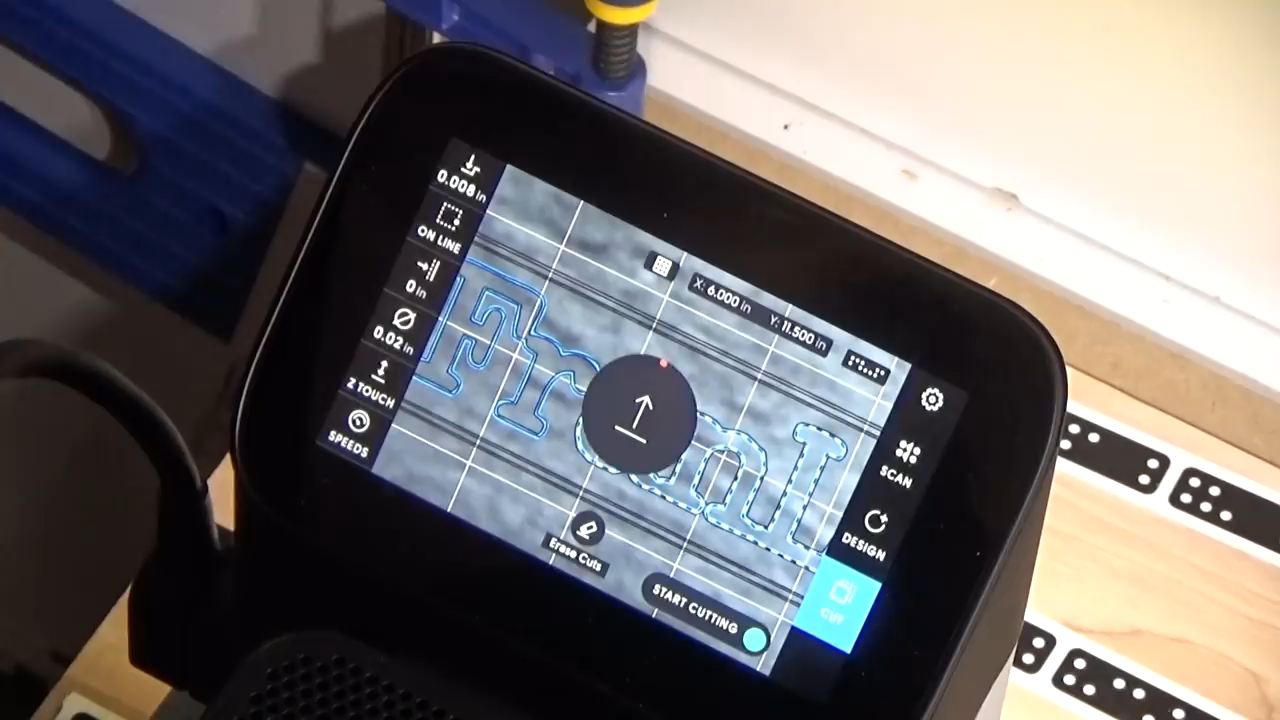 0.008 in
ON LINE
0 in
0.02 in
Z TOUCH
SPEEDS
X: 6.000 in
Y: 11.500 in
SCAN
DESIGN
CUT
Erase Cuts
START CUTTING